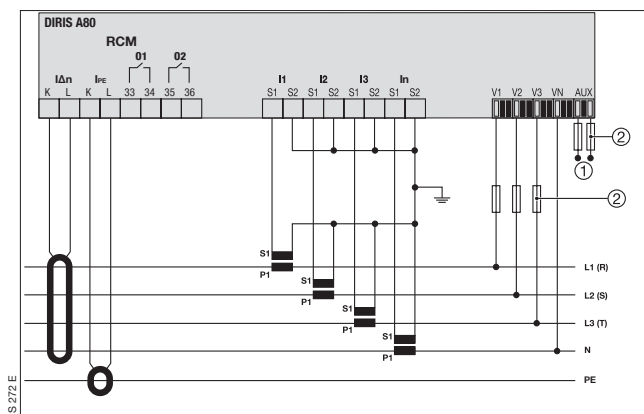 DIRIS A80
RCM
01 02
IΔn IPE I1 I2 I3 In
K L K L 33 34 35 36 S1 S2 S1 S2 S1 S2 S1 S2 V1 V2 V3 VN AUX
2
1
2
S1
P1
L1 (R)
S1
P1
L2 (S)
S1
P1
L3 (T)
S1
P1
N
PE
S 272 E